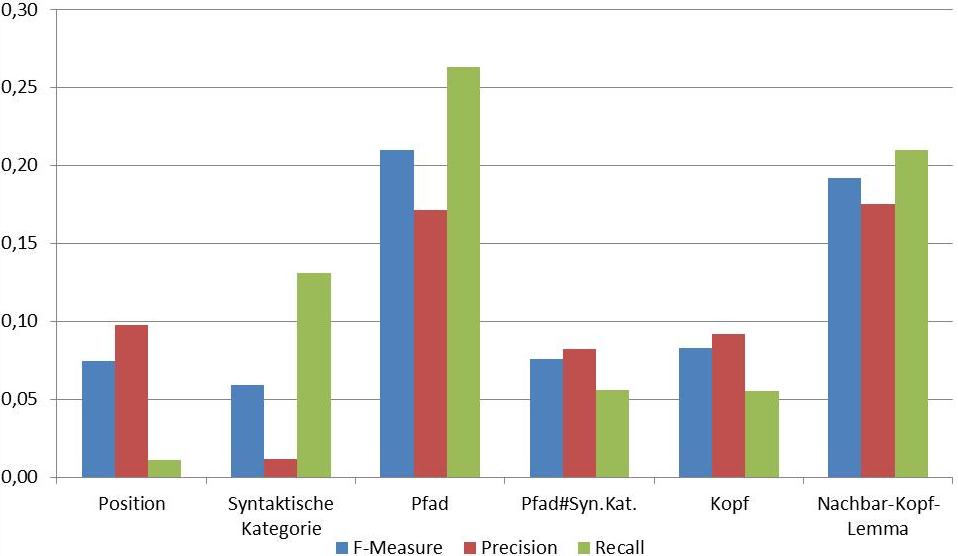 0,30
0,25
0,20
0,15
0,10
0,05
0,00
Position
Syntaktische
Kategorie
Pfad
Pfad#Syn.Kat.
Kopf
Nachbar-Kopf-
Lemma
F-Measure
Precision
Recall